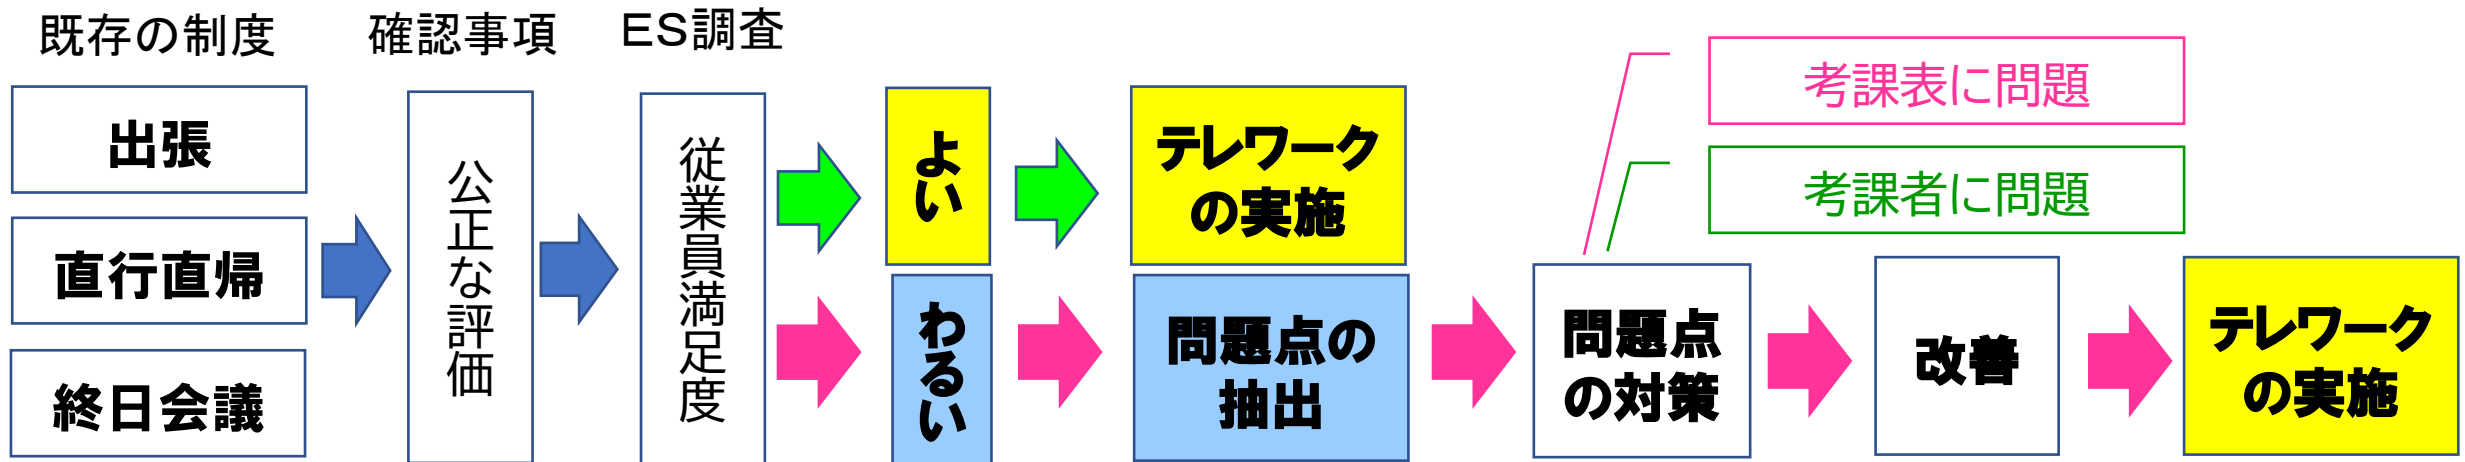 既存の制度
確認事項
ES調査
出張
直行直帰
終日会議
公正な評価
従業員満足度
よい
わるい
テレワーク
の実施
問題点の
抽出
考課表に問題
考課者に問題
問題点
の対策
改善
テレワーク
の実施